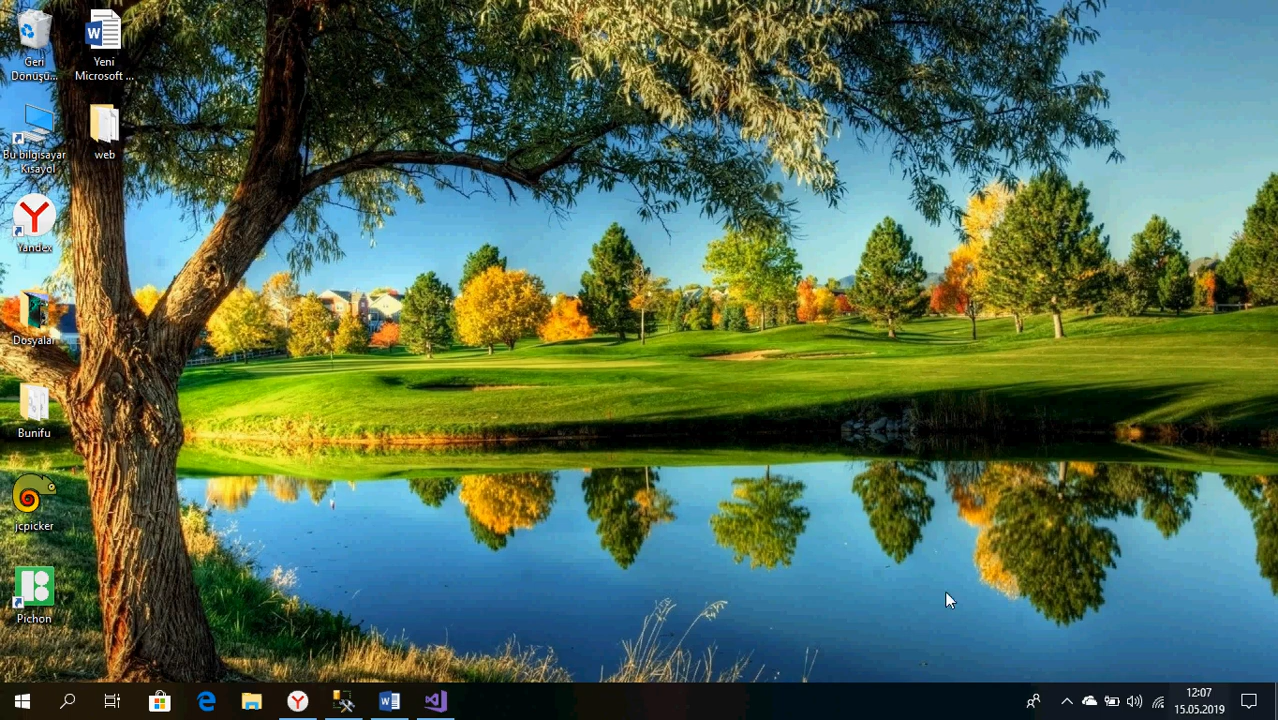 Geri
Dönüşü...
Yeni
Microsoft ...
Bu bilgisayar
- Kısayol
web
Yandex
Dosyalar
Bunifu
jcpicker
Pichon
12:07
15.05.2019